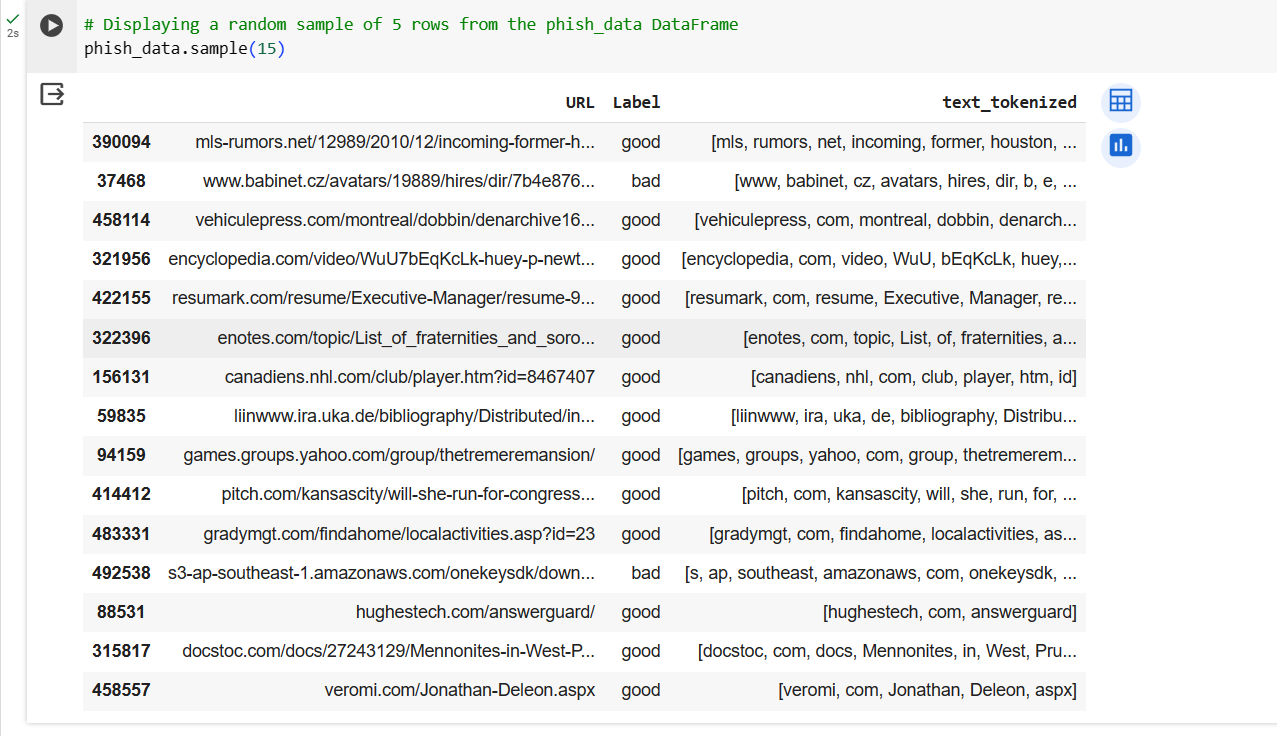 2s
# Displaying a random sample of 5 rows from the phish_data DataFrame
phish_data.sample(15)
URL Label text_tokenized
390094 mls-rumors.net/12989/2010/12/incoming-former-h... good [mls, rumors, net, incoming, former, houston, ...
37468 www.babinet.cz/avatars/19889/hires/dir/7b4e876... bad [www, babinet, cz, avatars, hires, dir, b, e, ...
458114 vehiculepress.com/montreal/dobbin/denarchive16... good [vehiculepress, com, montreal, dobbin, denarch...
321956 encyclopedia.com/video/WuU7bEqKcLk-huey-p-newt... good [encyclopedia, com, video, WuU, bEqKcLk, huey,...
422155 resumark.com/resume/Executive-Manager/resume-9... good [resumark, com, resume, Executive, Manager, re...
322396 enotes.com/topic/List_of_fraternities_and_soro... good [enotes, com, topic, List, of, fraternities, a...
156131 canadiens.nhl.com/club/player.htm?id=8467407 good [canadiens, nhl, com, club, player, htm, id]
59835 liinwww.ira.uka.de/bibliography/Distributed/in... good [liinwww, ira, uka, de, bibliography, Distribu...
94159 games.groups.yahoo.com/group/thetremeremansion/ good [games, groups, yahoo, com, group, thetremerem...
414412 pitch.com/kansascity/will-she-run-for-congress... good [pitch, com, kansascity, will, she, run, for, ...
483331 gradymgt.com/findahome/localactivities.asp?id=23 good [gradymgt, com, findahome, localactivities, as...
492538 s3-ap-southeast-1.amazonaws.com/onekeysdk/down... bad [s, ap, southeast, amazonaws, com, onekeysdk, ...
88531 hughestech.com/answerguard/ good [hughestech, com, answerguard]
315817 docstoc.com/docs/27243129/Mennonites-in-West-P... good [docstoc, com, docs, Mennonites, in, West, Pru...
458557 veromi.com/Jonathan-Deleon.aspx good [veromi, com, Jonathan, Deleon, aspx]